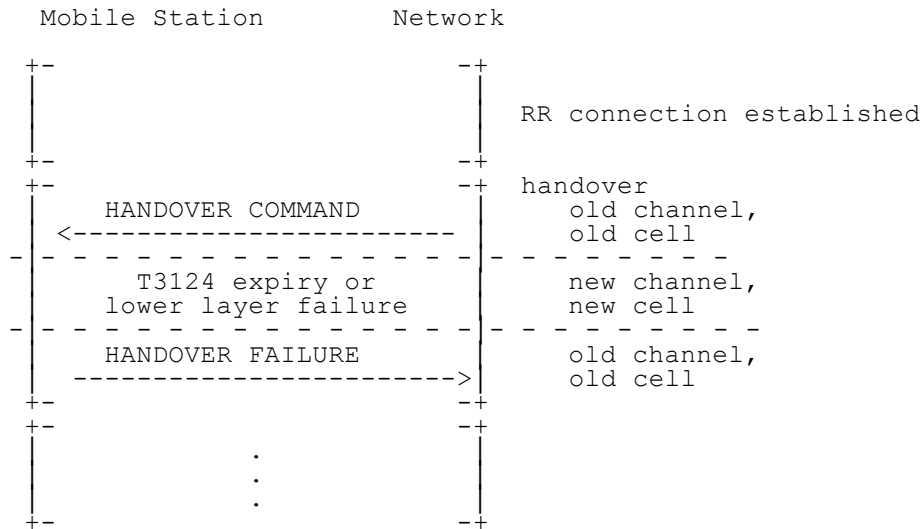 Mobile Station Network
RR connection established
handover
HANDOVER COMMAND old channel,
old cell
T3124 expiry or new channel,
lower layer failure new cell
HANDOVER FAILURE old channel,
old cell